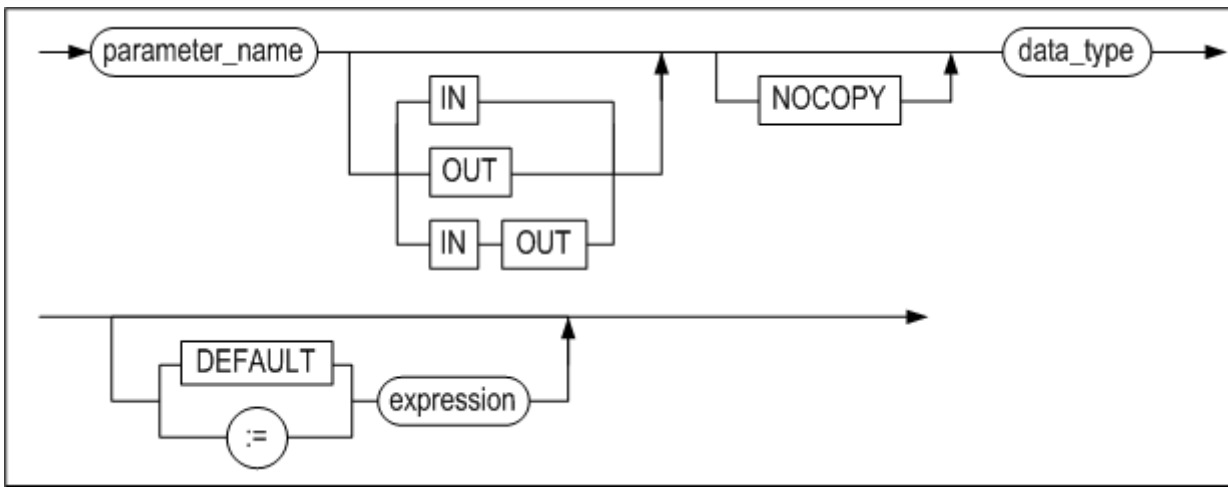 parameter_name IN NOCOPY data_type
OUT
IN OUT
DEFAULT
:=
expression